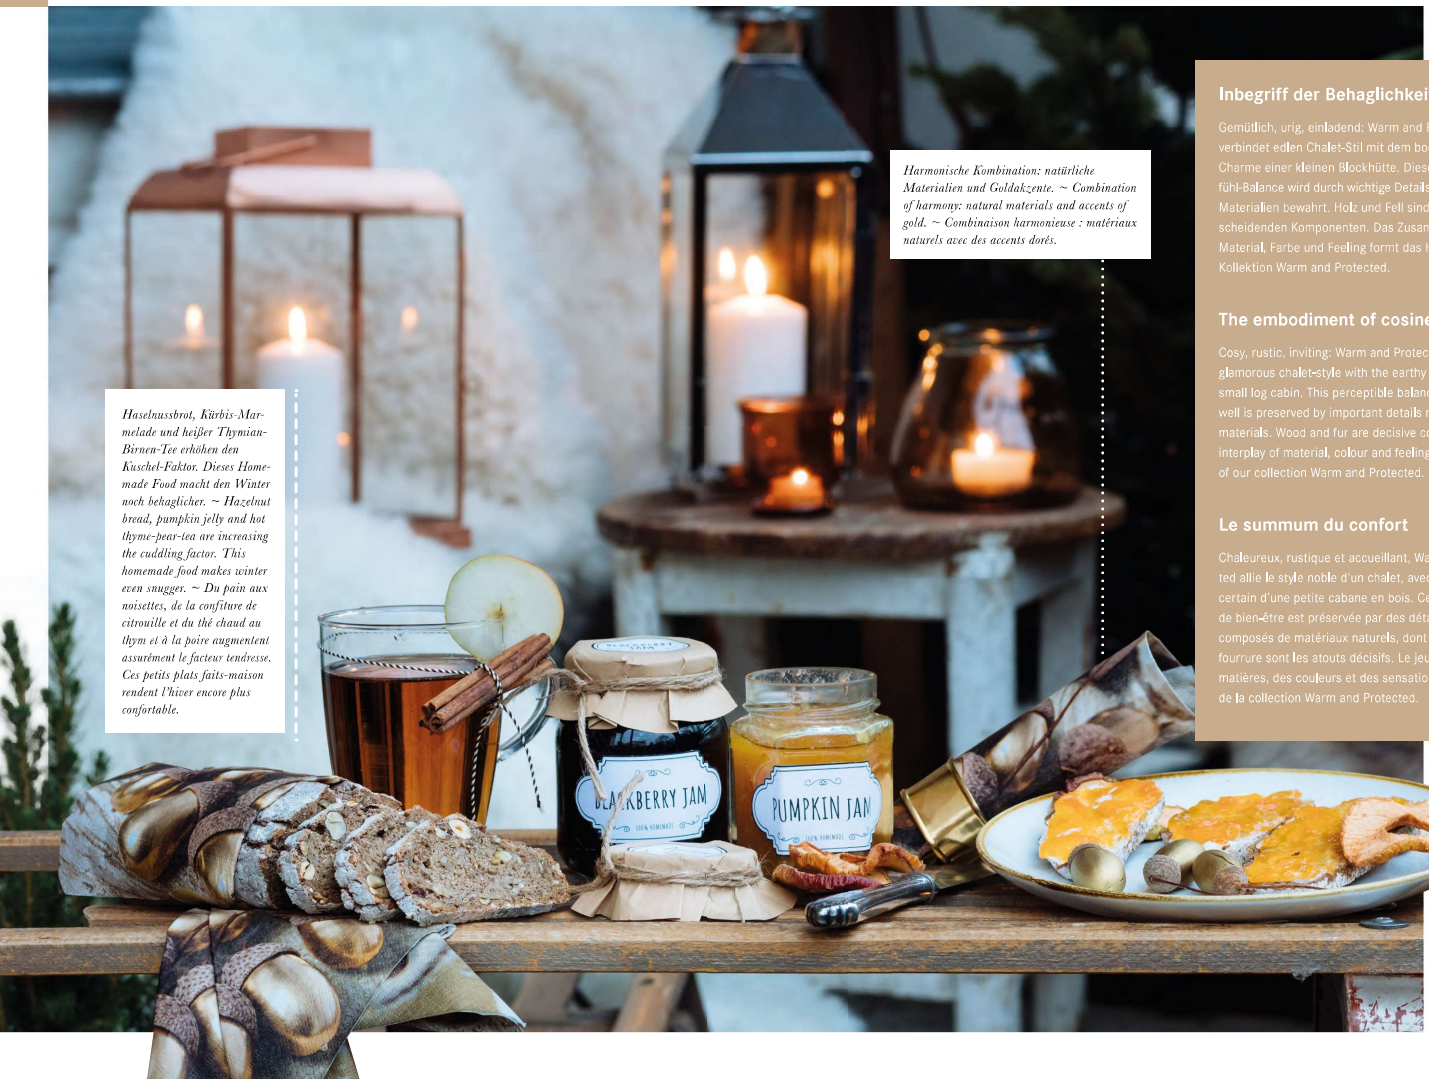 Haselnussbrot, Kürbis-Mar-
melade und heißer Thymian-
Birnen-Tee erhöhen den
Kuschel-Faktor. Dieses Home-
made Food macht den Winter
noch behaglicher. ~ Hazelnut
bread, pumpkin jelly and hot
thyme-pear-tea are increasing
the cuddling factor. This
homemade food makes winter
even snugger. ~ Du pain aux
noisettes, de la confiture de
citrouille et du thé chaud au
thym et à la poire augmentent
assurément le facteur tendresse.
Ces petits plats faits-maison
rendent l'hiver encore plus
confortable.
Harmonische Kombination: natürliche
Materialien und Goldakzente. ~ Combination
of harmony: natural materials and accents of
gold. ~ Combinaison harmonieuse : matériaux
naturels avec des accents dorés.
BLACKBERRY
JAM
BLACKBERRY JAM
100% HOMEMADE
PUMPKIN JAM
100% HOMEMADE
Inbegriff der Behaglichkei
Gemütlich, urig, einladend: Warm and
verbindet edlen Chalet-Stil mit dem bo
Charme einer kleinen Blockhütte. Diese
fühl-Balance wird durch wichtige Details
Materialien bewahrt. Holz und Fell sind
scheidenden Komponenten. Das Zusam
Material, Farbe und Feeling formt das
Kollektion Warm and Protected.
The embodiment of cosine
Cosy, rustic, inviting: Warm and Protec
glamorous chalet-style with the earthy
small log cabin. This perceptible balanc
well is preserved by important details
materials. Wood and fur are decisive co
interplay of material, colour and feeling
of our collection Warm and Protected.
Le summum du confort
Chaleureux, rustique et accueillant, Wa
ted allie le style noble d'un chalet, avec
certain d'une petite cabane en bois. Ce
de bien-être est préservée par des déta
composés de matériaux naturels, dont
fourrure sont les atouts décisifs. Le jeu
matières, des couleurs et des sensatio
de la collection Warm and Protected.